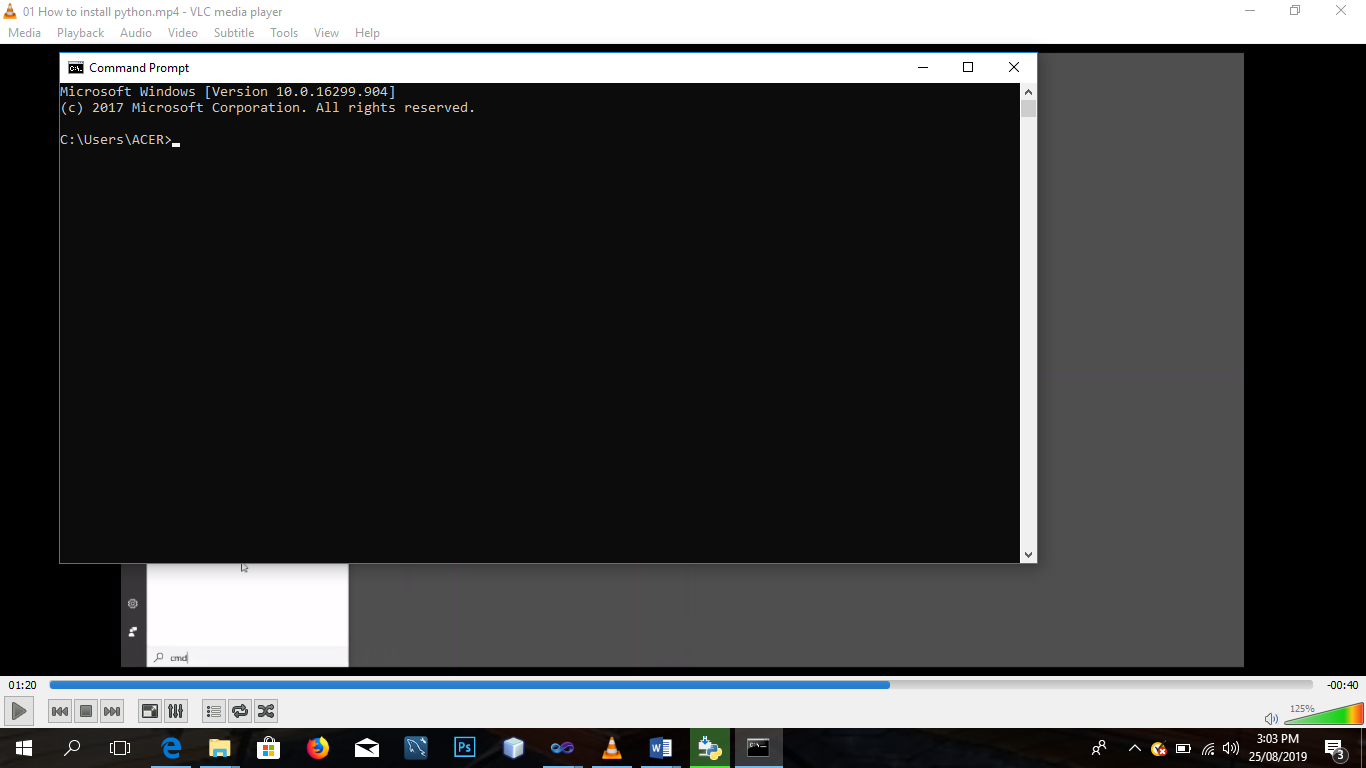 01 How to install python.mp4 - VLC media player
Media Playback Audio Video Subtitle Tools View Help
C:\. Command Prompt
Microsoft Windows [Version 10.0.16299.904]
(c) 2017 Microsoft Corporation. All rights reserved.
C:\Users\ACER>
cmd
01:20 -00:40
125%
Ps
3:03 PM
25/08/2019
3